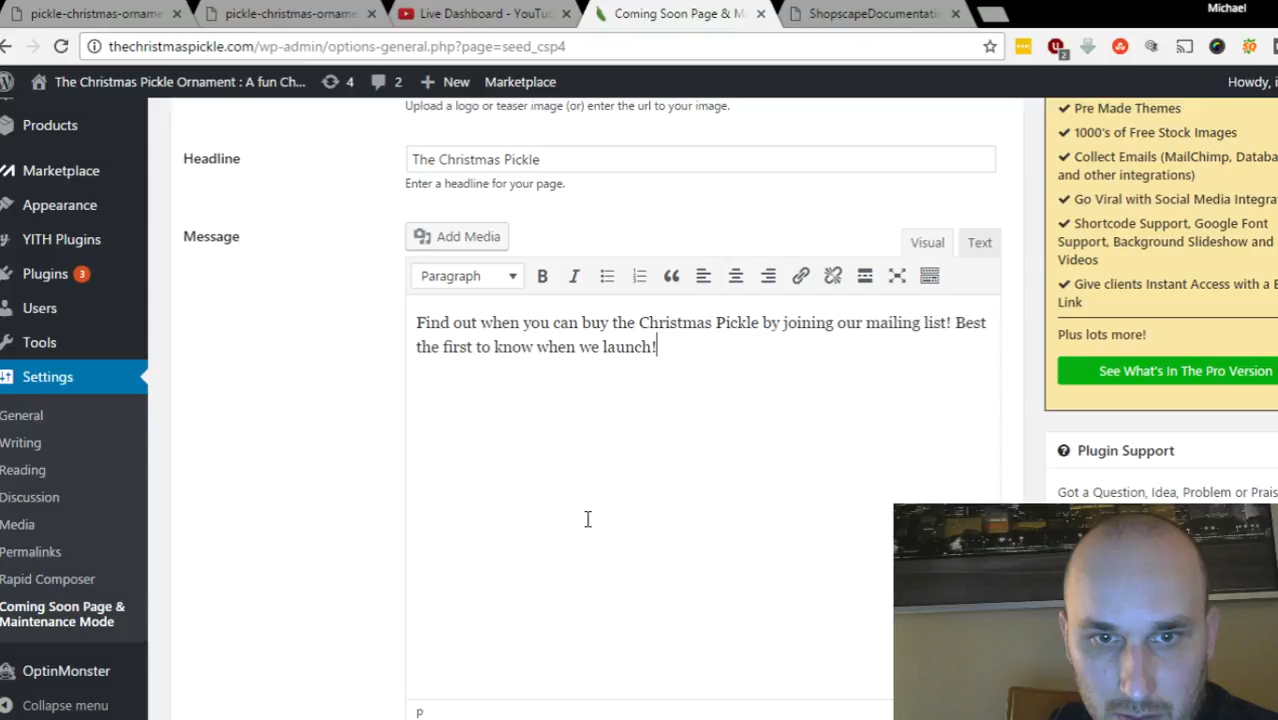 pickle-christmas-orname
pickle-christmas-orname
Live Dashboard - YouTu
Coming Soon Page & M
ShopscapeDocumentati
Michael
thechristmaspickle.com/wp-admin/options-general.php?page=seed_csp4
2
The Christmas Pickle Ornament : A fun Ch...
4
2
New
Marketplace
Howdy, i
Products
Marketplace
Appearance
YITH Plugins
Plugins 3
Users
Tools
Settings
General
Writing
Reading
Discussion
Media
Permalinks
Rapid Composer
Coming Soon Page &
Maintenance Mode
OptinMonster
Collapse menu
Upload a logo or teaser image (or) enter the url to your image.
Headline
The Christmas Pickle
Enter a headline for your page.
Message
Add Media
Visual
Text
Paragraph
B
I
Find out when you can buy the Christmas Pickle by joining our mailing list! Best
the first to know when we launch!
p
Pre Made Themes
1000's of Free Stock Images
Collect Emails (MailChimp, Databa
and other integrations)
Go Viral with Social Media Integra
Shortcode Support, Google Font
Support, Background Slideshow and
Videos
Give clients Instant Access with a B
Link
Plus lots more!
See What's In The Pro Version
Plugin Support
Got a Question, Idea, Problem or Prais